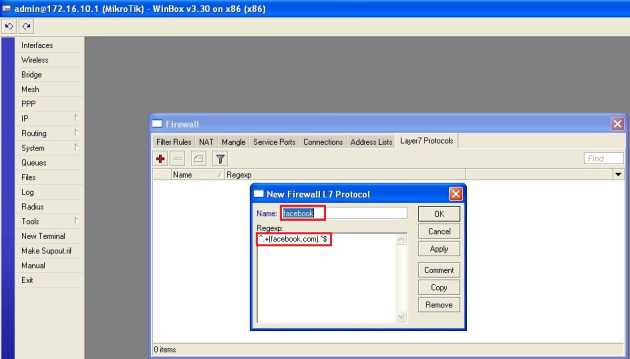 admin@172.16.10.1 (MikroTik) - WinBox v3.30 on x86 (x86)
Interfaces
Wireless
Bridge
Mesh
PPP
IP
Routing
System
Queues
Files
Log
Radius
Tools
New Terminal
Make Supout.rif
Manual
Exit
Firewall
Filter Rules NAT Mangle Service Ports Connections Address Lists Layer7 Protocols
Find
Name Regexp
New Firewall L7 Protocol
Name: facebook
OK
Regexp:
Cancel
^.+(facebook.com).*$
Apply
Comment
Copy
Remove
0 items